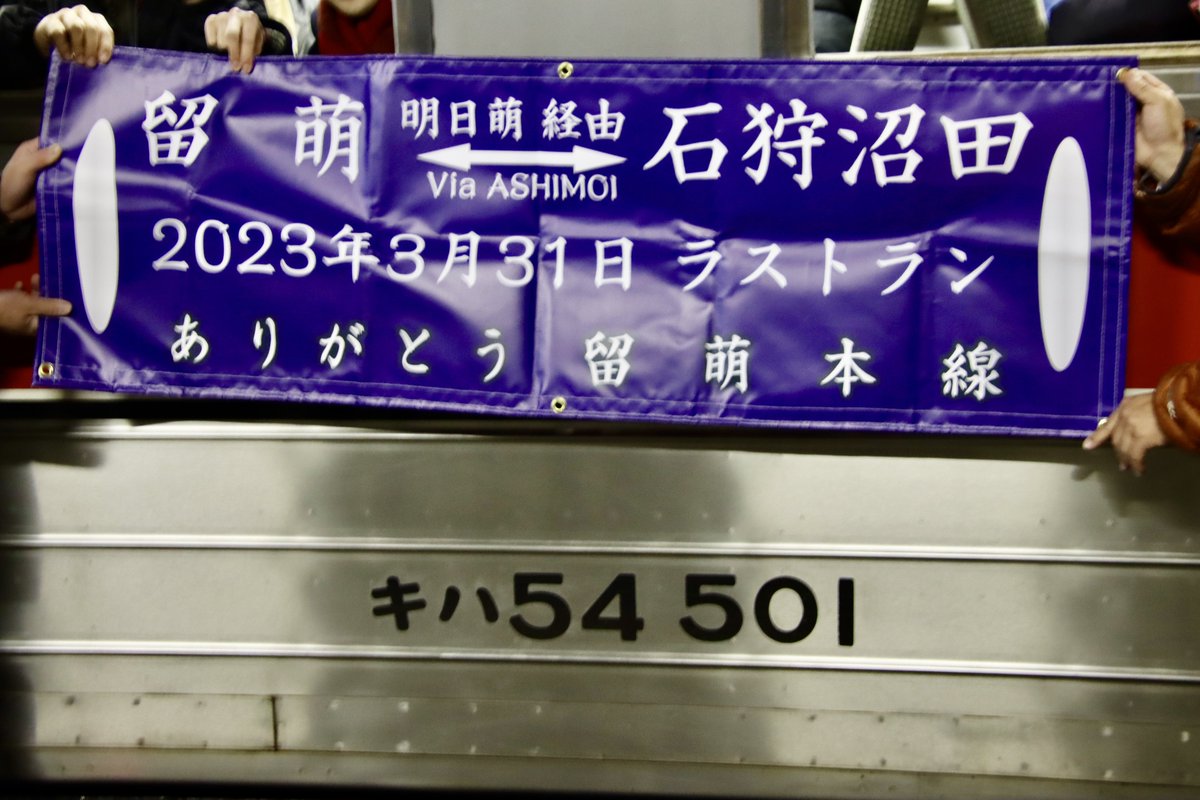 留萌 明日萌 経由 石狩沼田
Via ASHIMOI
2023年3月31日 ラストラン
ありがとう 留萌本線
キハ54 501